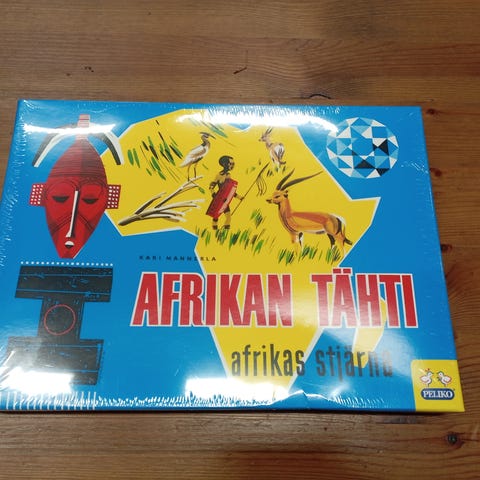 KARI MANNERLA
AFRIKAN TÄHTI
afrikas stjärna
PELIKO